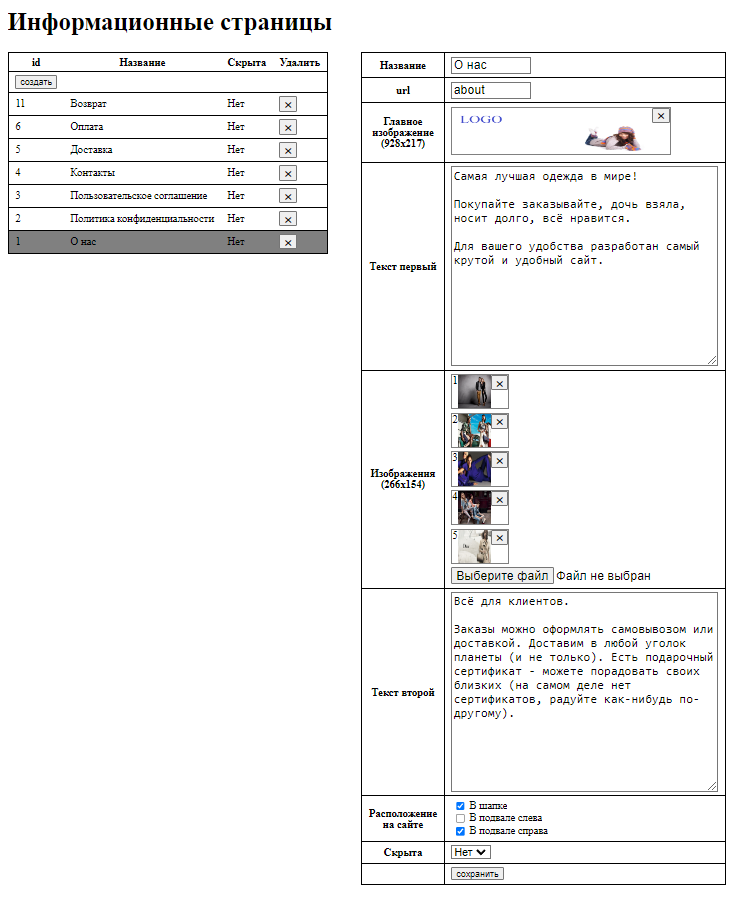 Информационные страницы
id Название Скрыта Удалить
создать
11 Возврат Нет ×
6 Оплата Нет ×
5 Доставка Нет ×
4 Контакты Нет ×
3 Пользовательское соглашение Нет ×
2 Политика конфиденциальности Нет ×
1 О нас Нет ×
Название О нас
url about
Главное
изображение
(928x217)
LOGO ×
Текст первый
Самая лучшая одежда в мире!
Покупайте заказывайте, дочь взяла,
носит долго, всё нравится.
Для вашего удобства разработан самый
крутой и удобный сайт.
Изображения
(266x154)
1 ×
2 ×
3 ×
4 ×
5 ×
Выберите файл Файл не выбран
Текст второй
Всё для клиентов.
Заказы можно оформлять самовывозом или
доставкой. Доставим в любой уголок
планеты (и не только). Есть подарочный
сертификат - можете порадовать своих
близких (на самом деле нет
сертификатов, радуйте как-нибудь по-
другому).
Расположение
на сайте
В шапке
В подвале слева
В подвале справа
Скрыта Нет
сохранить